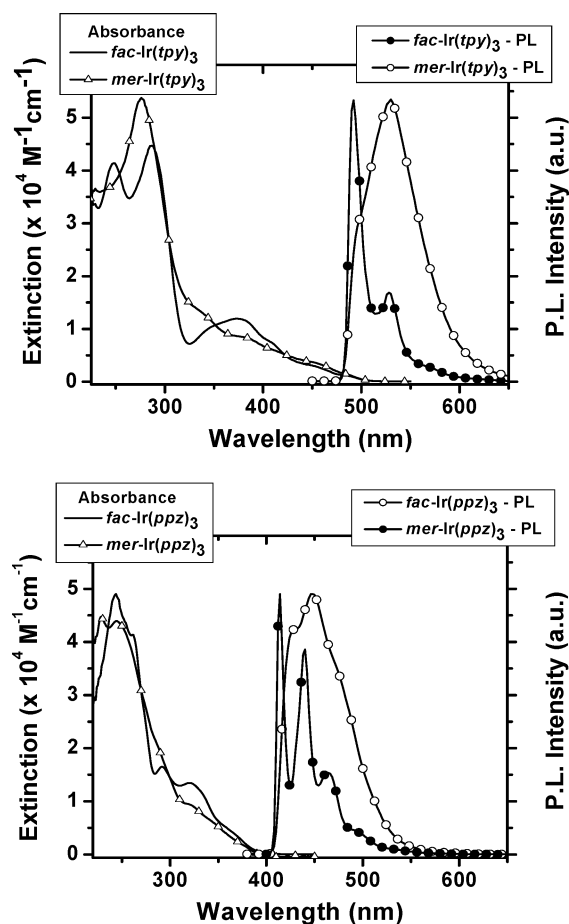 Absorbance
fac-Ir(tpy)3
mer-Ir(tpy)3
fac-Ir(tpy)3 - PL
mer-Ir(tpy)3 - PL
Extinction (x 10^4 M^-1cm^-1)
5
4
3
2
1
0
300
400
500
600
Wavelength (nm)
P.L. Intensity (a.u.)
Absorbance
fac-Ir(ppz)3
mer-Ir(ppz)3
fac-Ir(ppz)3 - PL
mer-Ir(ppz)3 - PL
Extinction (x 10^4 M^-1cm^-1)
5
4
3
2
1
0
300
400
500
600
Wavelength (nm)
P.L. Intensity (a.u.)